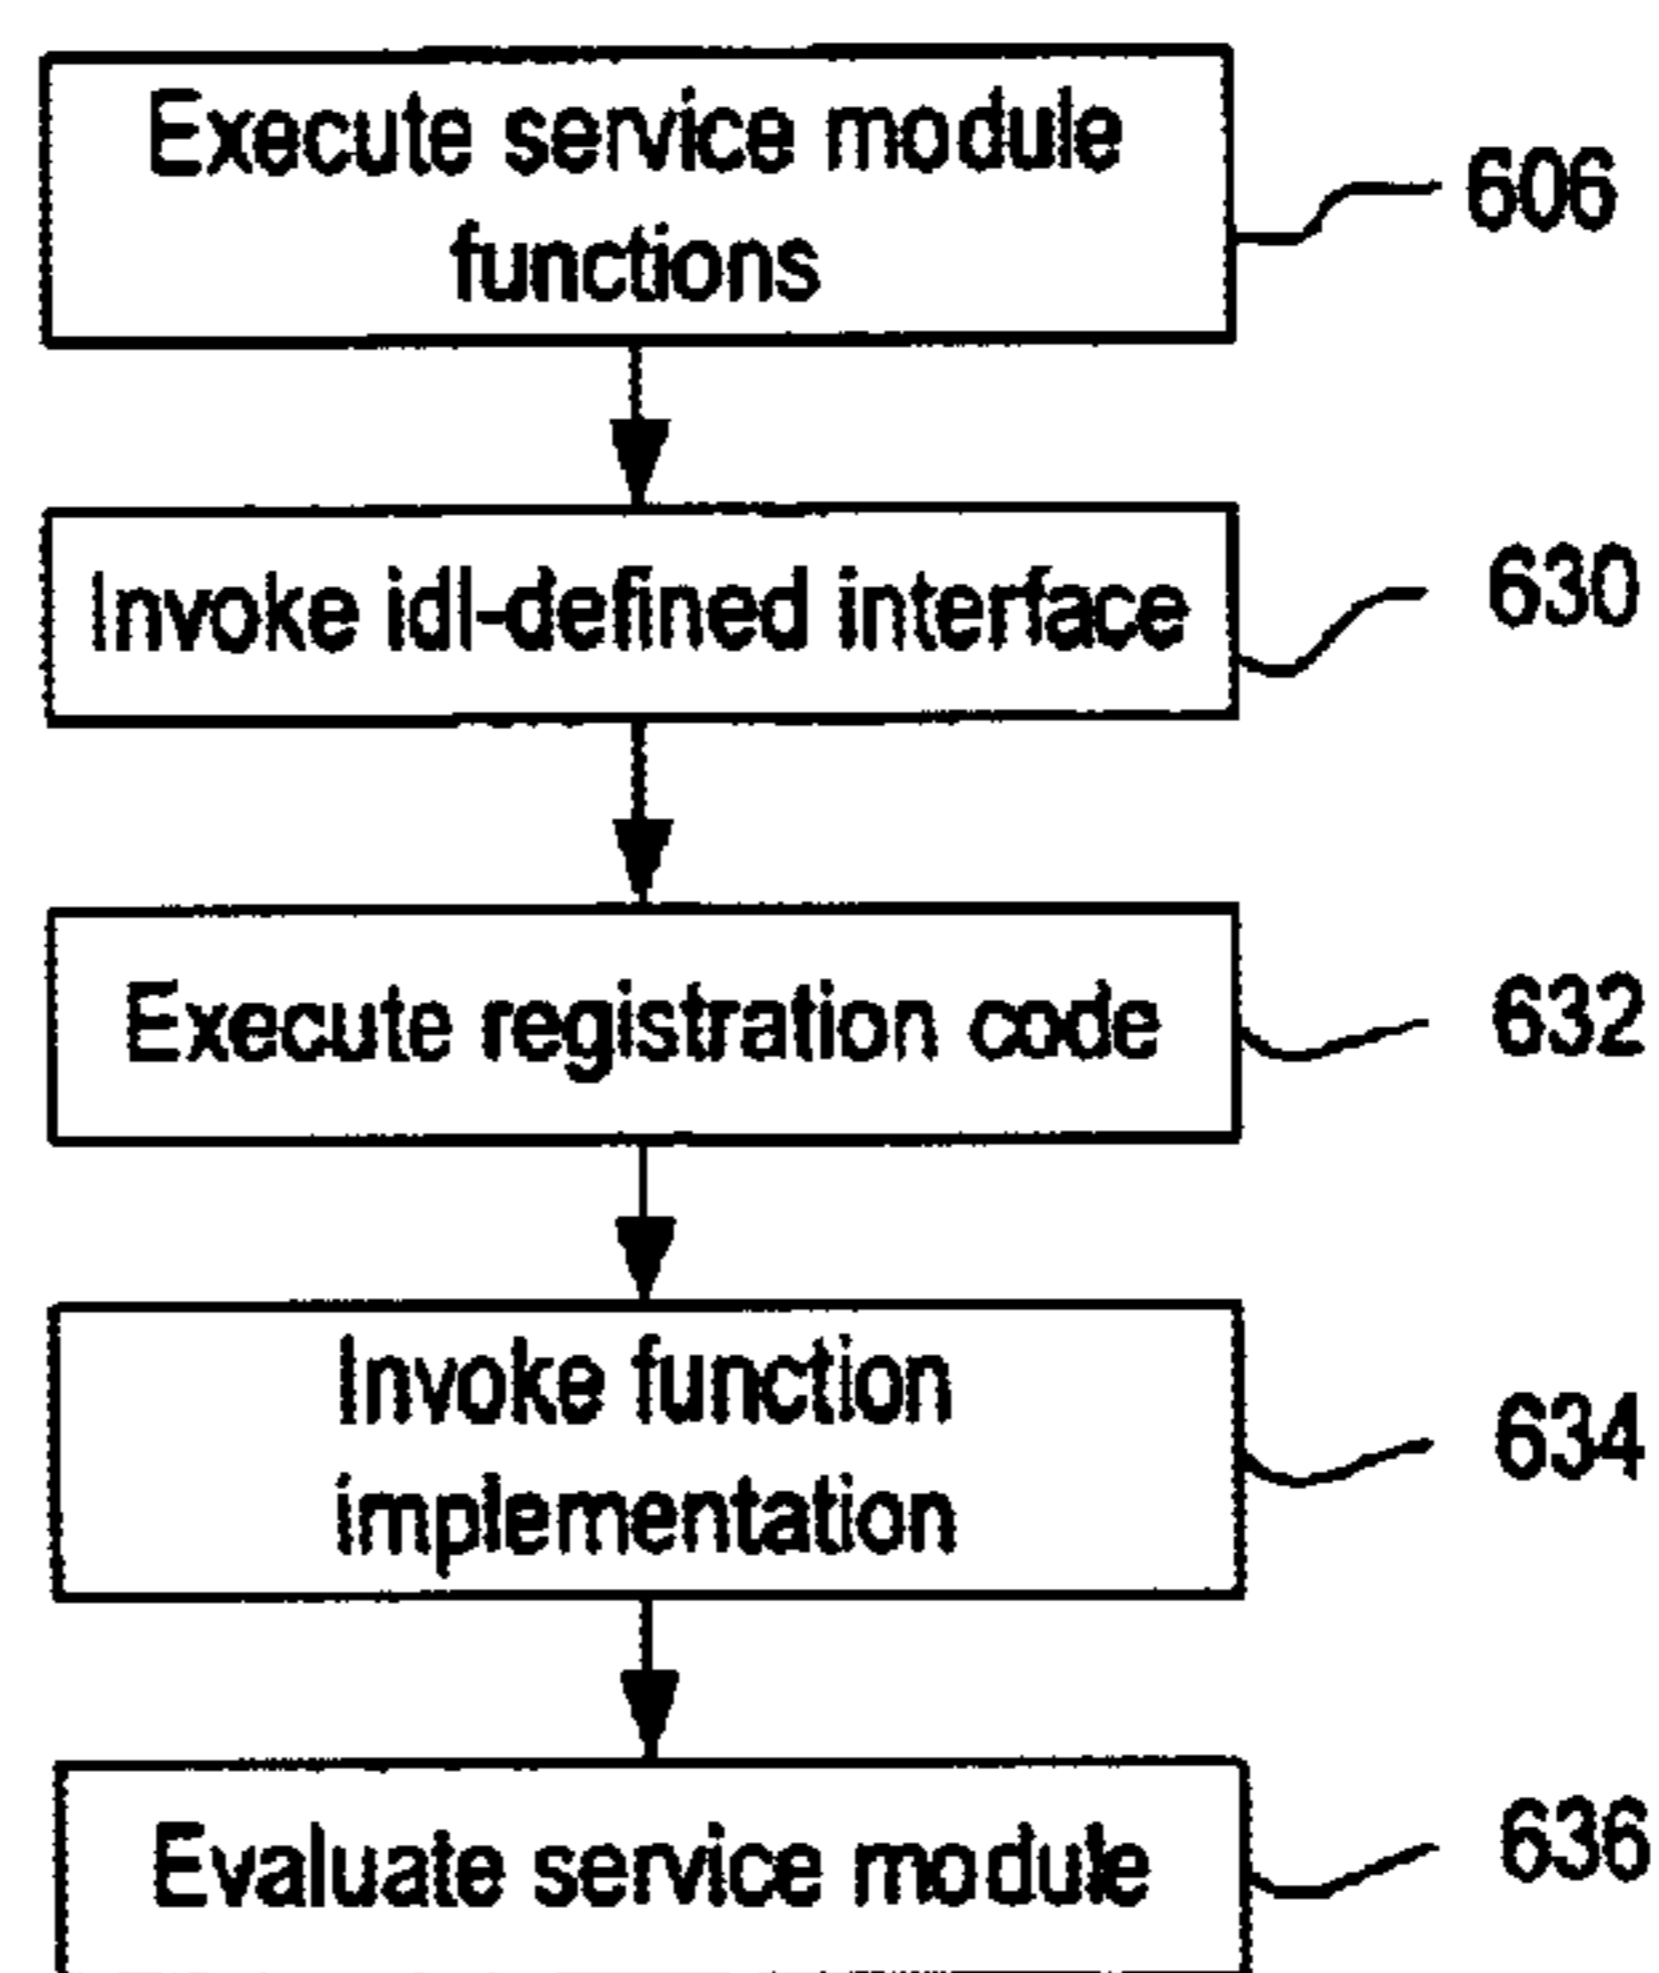 Execute service module
functions
606
Invoke idl-defined interface
630
Execute registration code
632
Invoke function
implementation
634
Evaluate service module
636